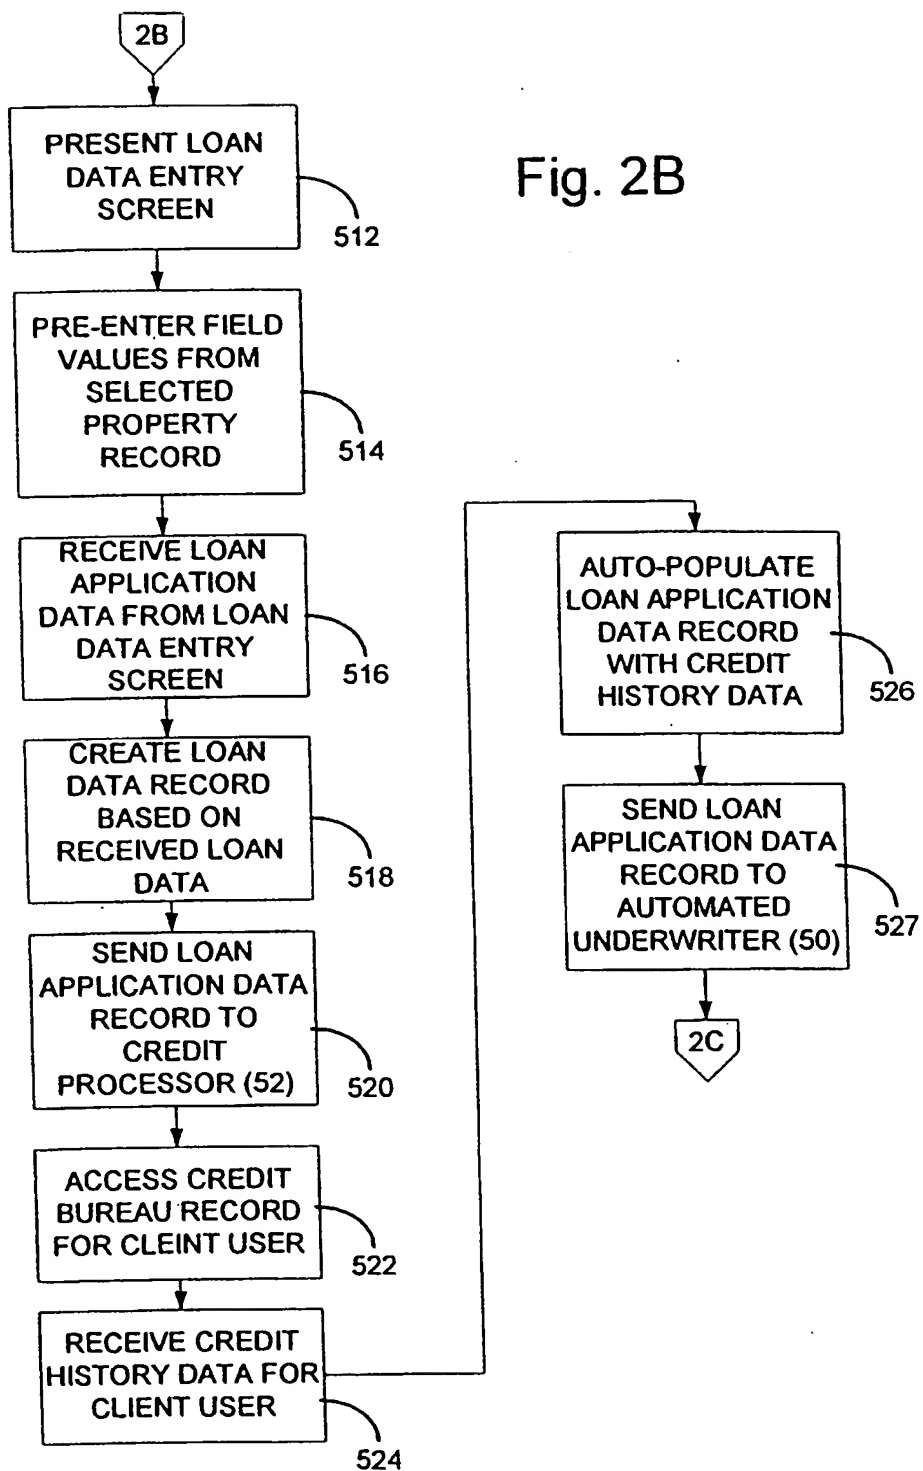 2B
PRESENT LOAN
DATA ENTRY
SCREEN
512
Fig. 2B
PRE-ENTER FIELD
VALUES FROM
SELECTED
PROPERTY
RECORD
514
RECEIVE LOAN
APPLICATION
DATA FROM LOAN
DATA ENTRY
SCREEN
516
CREATE LOAN
DATA RECORD
BASED ON
RECEIVED LOAN
DATA
518
SEND LOAN
APPLICATION DATA
RECORD TO
CREDIT
PROCESSOR (52)
520
ACCESS CREDIT
BUREAU RECORD
FOR CLEINT USER
522
RECEIVE CREDIT
HISTORY DATA FOR
CLIENT USER
524
AUTO-POPULATE
LOAN APPLICATION
DATA RECORD
WITH CREDIT
HISTORY DATA
526
SEND LOAN
APPLICATION DATA
RECORD TO
AUTOMATED
UNDERWRITER (50)
527
2C